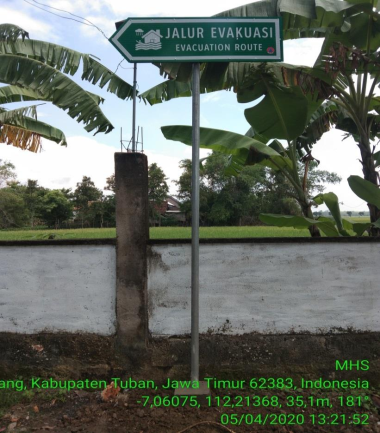 JALUR EVAKUASI
EVACUATION ROUTE
MHS
ang, Kabupaten Tuban, Jawa Timur 62383, Indonesia
-7,06075, 112,21368, 35,1m, 181°
05/04/2020 13:21:52